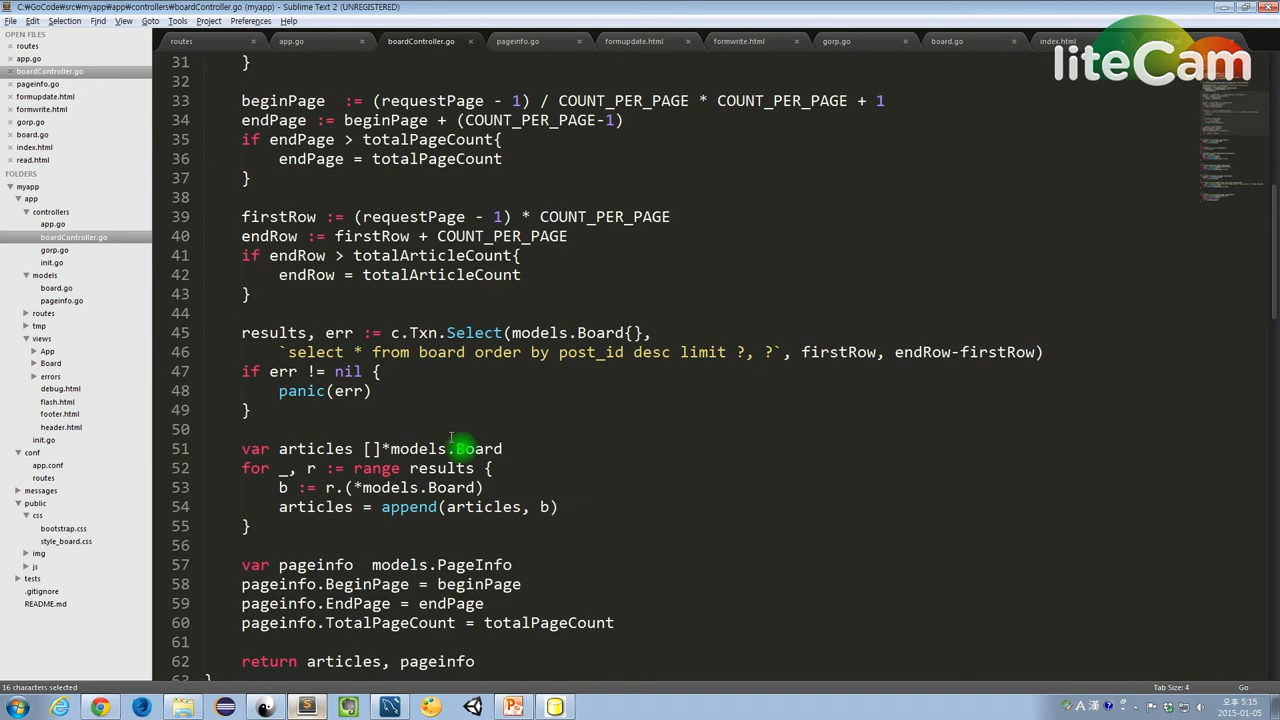 C:\GoCode\src\myapp\app\controllers\boardController.go (myapp) - Sublime Text 2 (UNREGISTERED)
File Edit Selection Find View Goto Tools Project Preferences Help
OPEN FILES
routes
app.go
boardController.go
pageinfo.go
formupdate.html
formwrite.html
gorp.go
board.go
index.html
read.html
FOLDERS
myapp
app
controllers
app.go
boardController.go
gorp.go
init.go
models
board.go
pageinfo.go
routes
tmp
views
App
Board
errors
debug.html
flash.html
footer.html
header.html
init.go
conf
app.conf
routes
messages
public
css
bootstrap.css
style_board.css
img
js
tests
.gitignore
README.md
routes app.go boardController.go pageinfo.go formupdate.html formwrite.html gorp.go board.go index.html
liteCam
31 }
32
33 beginPage := (requestPage - COUNT_PER_PAGE * COUNT_PER_PAGE + 1
34 endPage := beginPage + (COUNT_PER_PAGE-1)
35 if endPage > totalPageCount{
36 endPage = totalPageCount
37 }
38
39 firstRow := (requestPage - 1) * COUNT_PER_PAGE
40 endRow := firstRow + COUNT_PER_PAGE
41 if endRow > totalArticleCount{
42 endRow = totalArticleCount
43 }
44
45 results, err := c.Txn.Select(models.Board{},
46 `select * from board order by post_id desc limit ?, ?`, firstRow, endRow-firstRow)
47 if err != nil {
48 panic(err)
49 }
50
51 var articles []*models.Board
52 for _, r := range results {
53 b := r.(*models.Board)
54 articles = append(articles, b)
55 }
56
57 var pageinfo models.PageInfo
58 pageinfo.BeginPage = beginPage
59 pageinfo.EndPage = endPage
60 pageinfo.TotalPageCount = totalPageCount
61
62 return articles, pageinfo
63 }
16 characters selected
Tab Size: 4
Go
A 漢
오후 5:15
2015-01-05